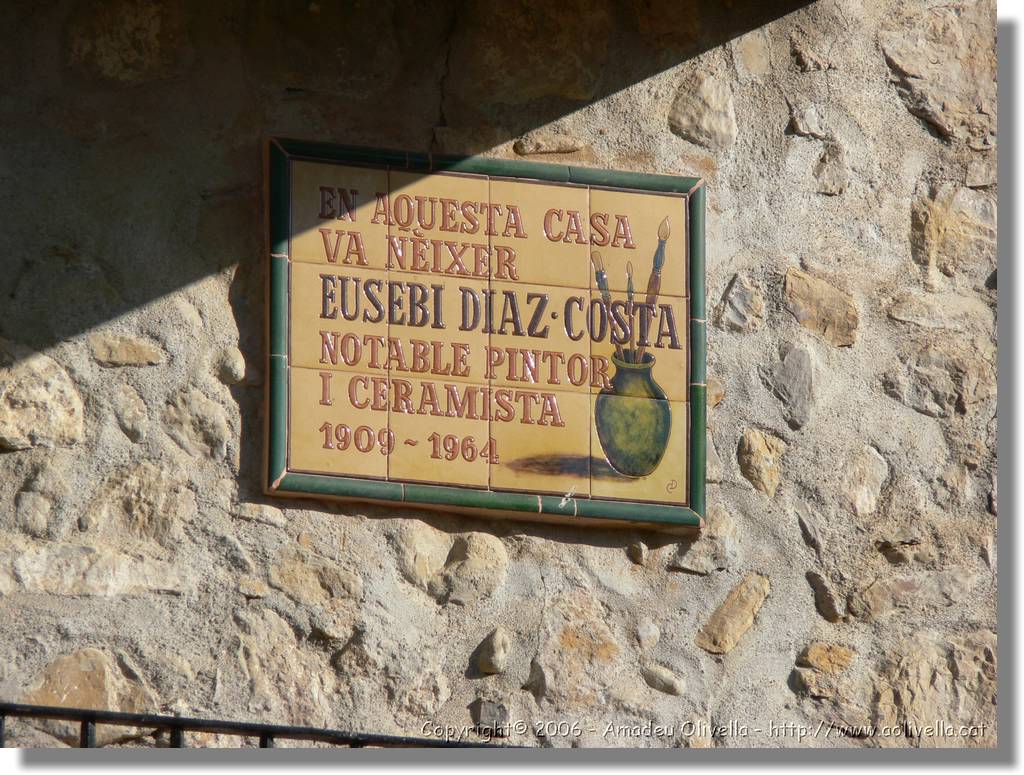 EN AQUESTA CASA
VA NÈIXER
EUSEBI DIAZ·COSTA
NOTABLE PINTOR
I CERAMISTA
1909 ~ 1964
Copyright © 2006 - Amadeu Olivella - http://www.aolivella.cat